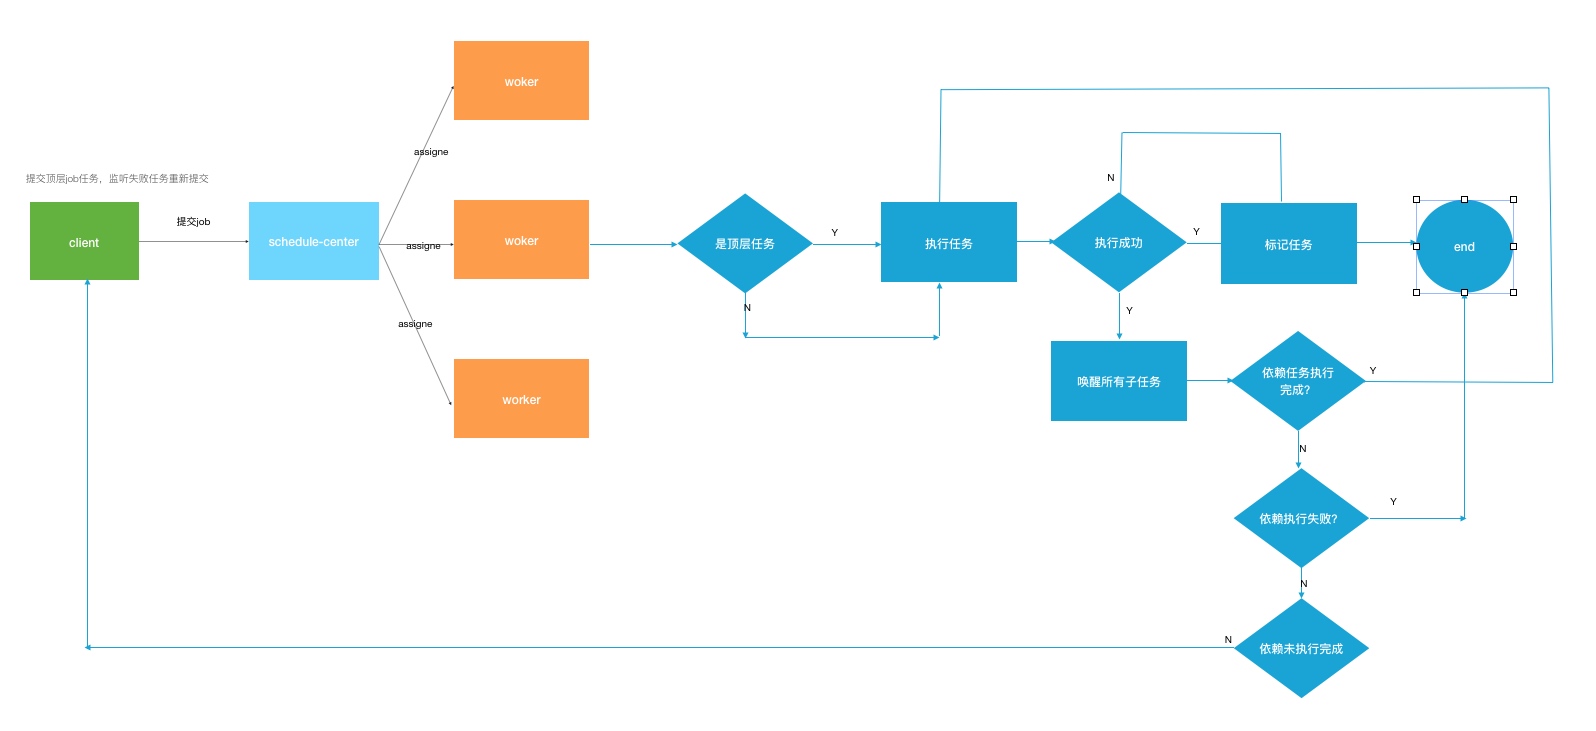 提交顶层job任务，监听失败任务重新提交
client
提交job
schedule-center
assigne
assigne
assigne
woker
woker
worker
是顶层任务
Y
N
执行任务
执行成功
N
Y
Y
标记任务
end
唤醒所有子任务
依赖任务执行
完成?
Y
N
依赖执行失败?
Y
N
依赖未执行完成
N